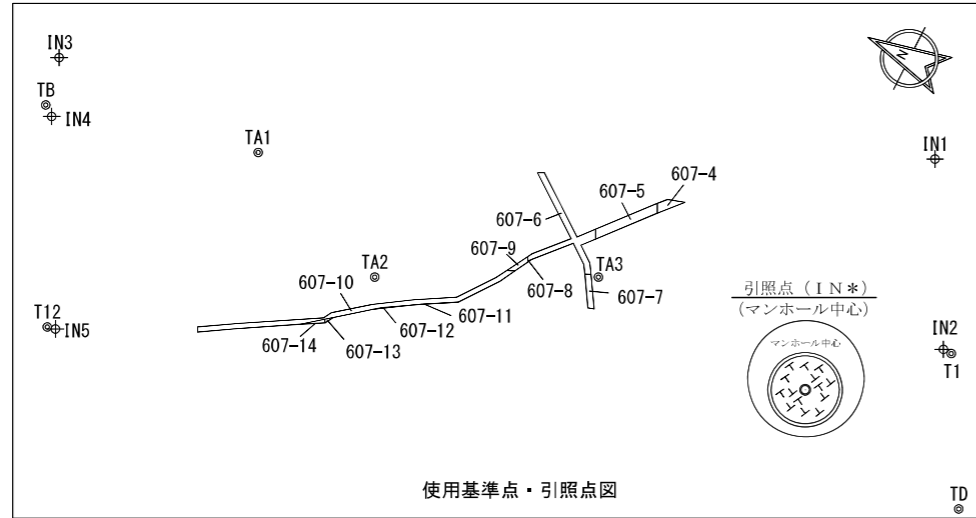 IN3
TB
IN4
TA1
N
IN1
607-4
607-5
607-6
607-9
TA2
TA3
607-8
607-7
607-10
607-11
607-12
引照点（ＩＮ＊）
(マンホール中心)
T12
IN5
607-14
607-13
IN2
T1
マンホール中心
使用基準点・引照点図
TD